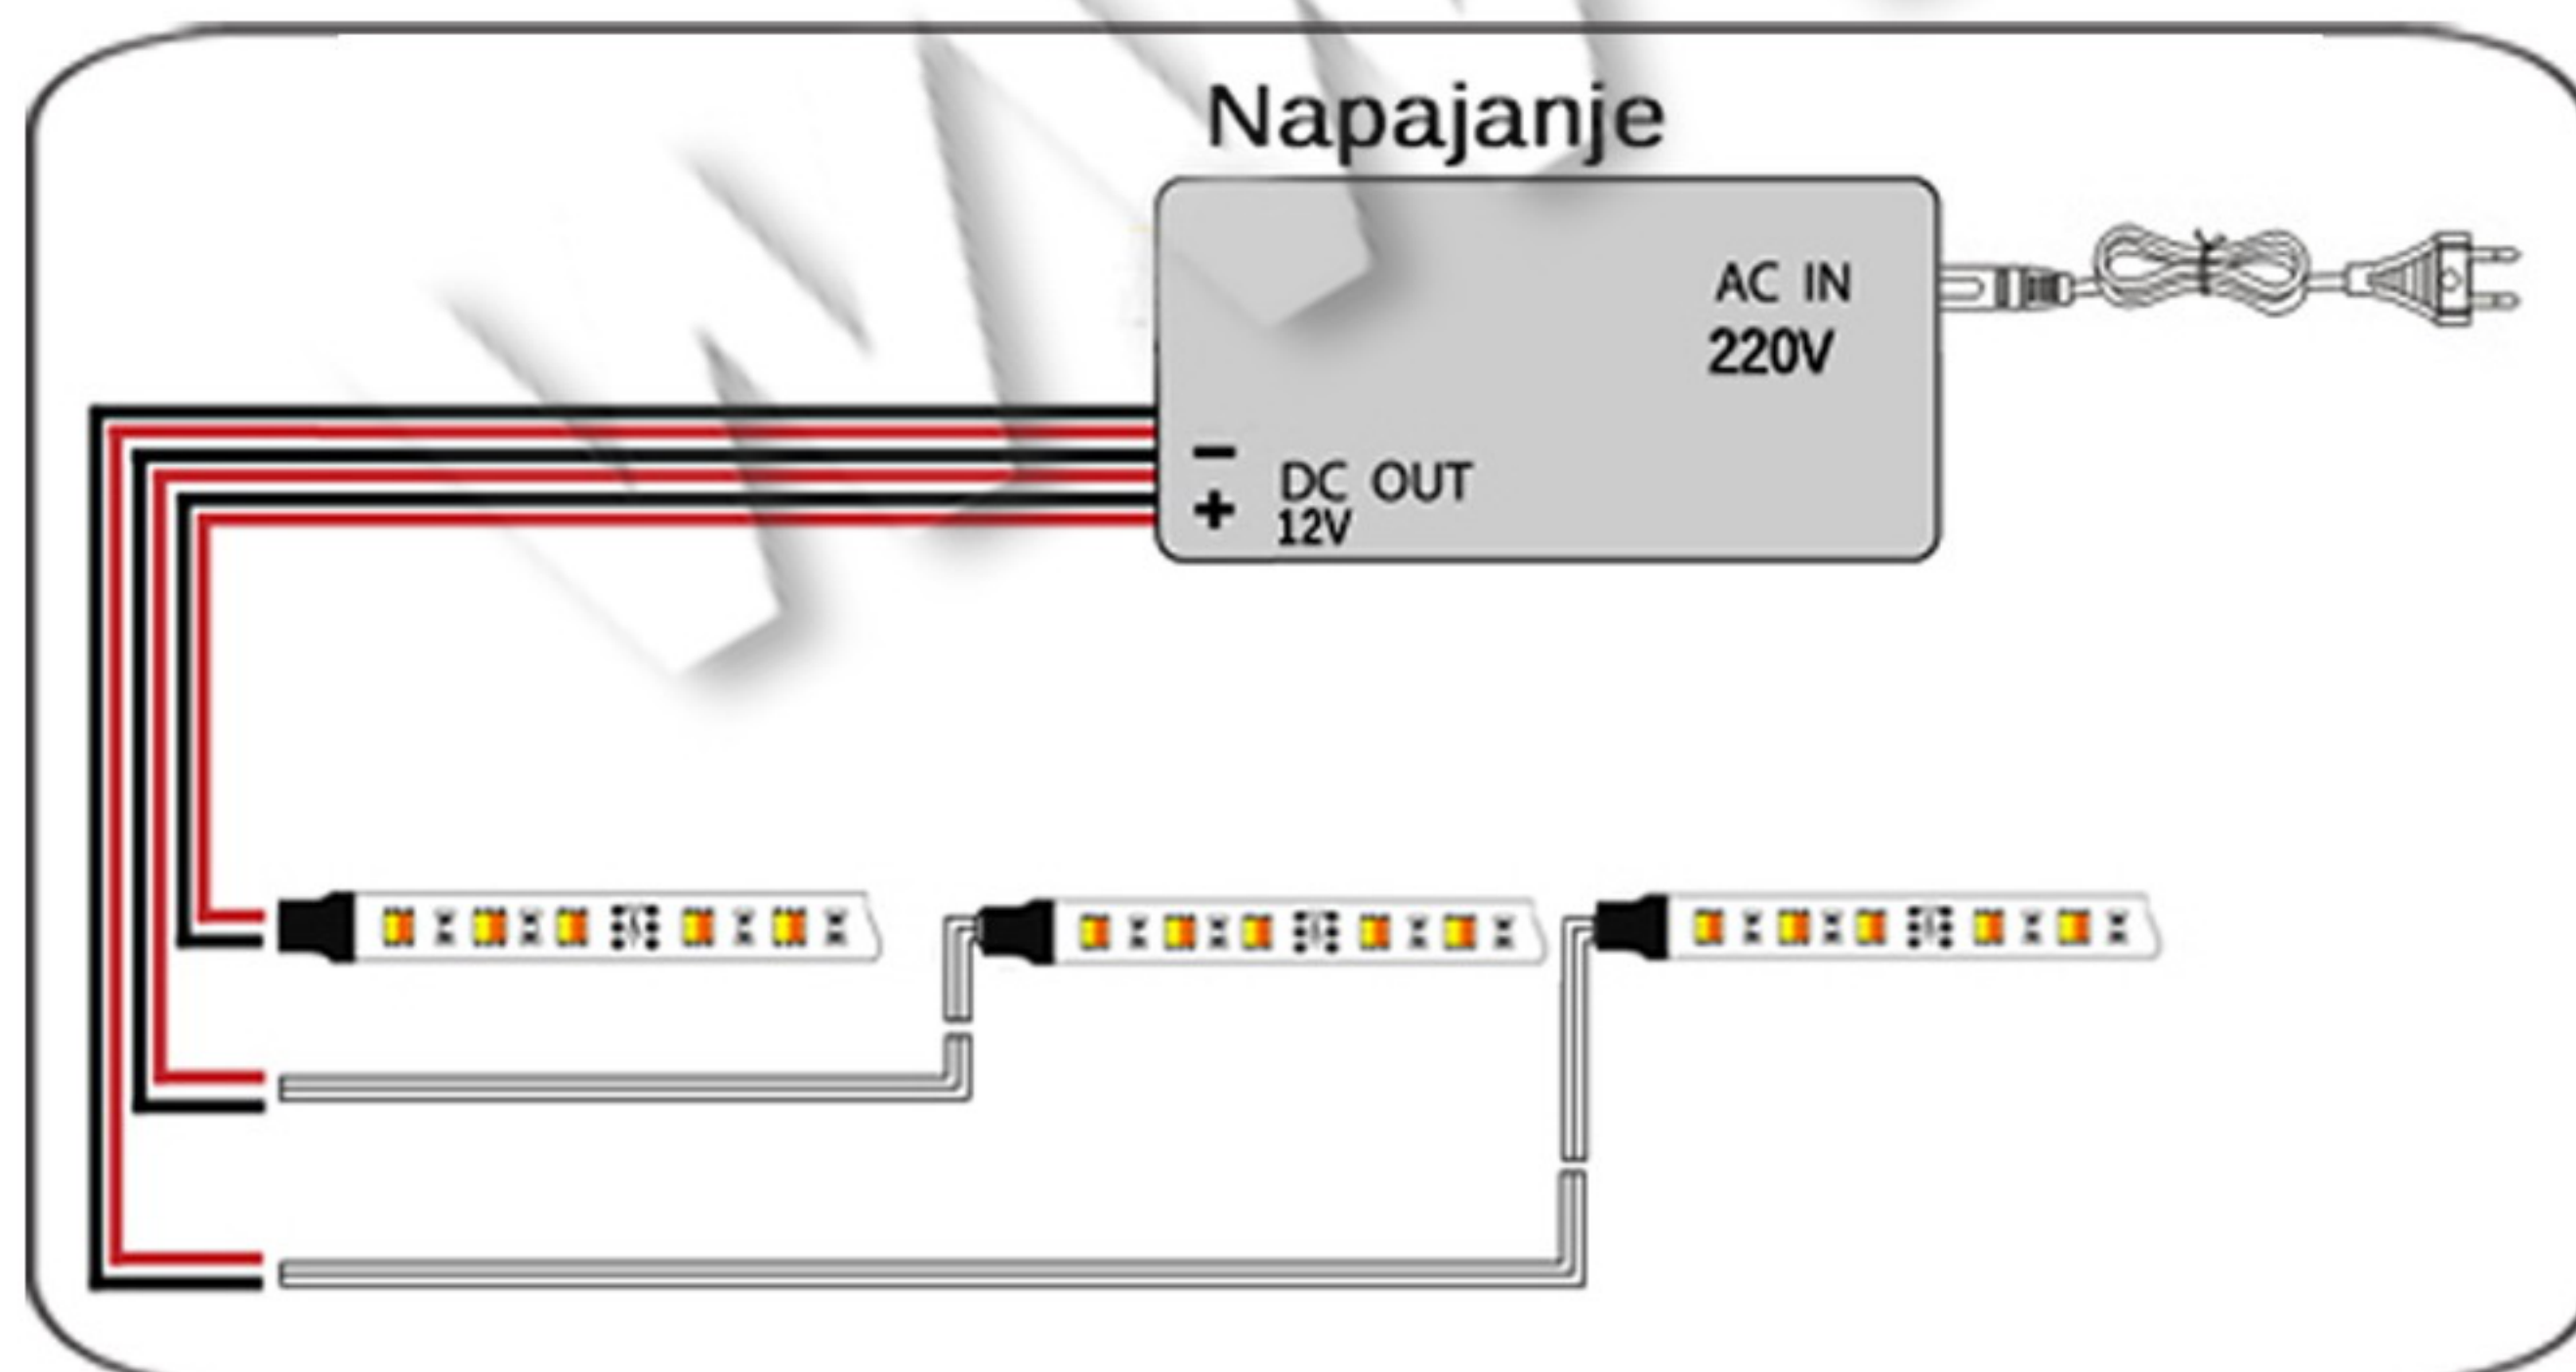 Napajanje
AC IN
220V
−
DC OUT
+
12V